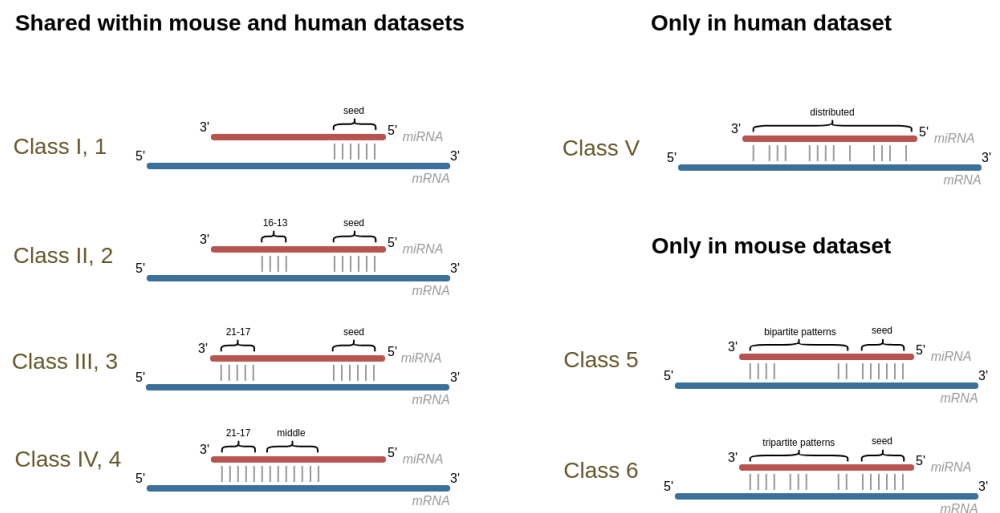 Shared within mouse and human datasets
Class I, 1
seed
3'
5'
miRNA
5'
3'
mRNA
Class II, 2
16-13
seed
3'
5'
miRNA
5'
3'
mRNA
Class III, 3
21-17
seed
3'
5'
miRNA
5'
3'
mRNA
Class IV, 4
21-17
middle
3'
5'
miRNA
5'
3'
mRNA
Only in human dataset
Class V
distributed
3'
5'
miRNA
5'
3'
mRNA
Only in mouse dataset
Class 5
bipartite patterns
seed
3'
5'
miRNA
5'
3'
mRNA
Class 6
tripartite patterns
seed
3'
5'
miRNA
5'
3'
mRNA